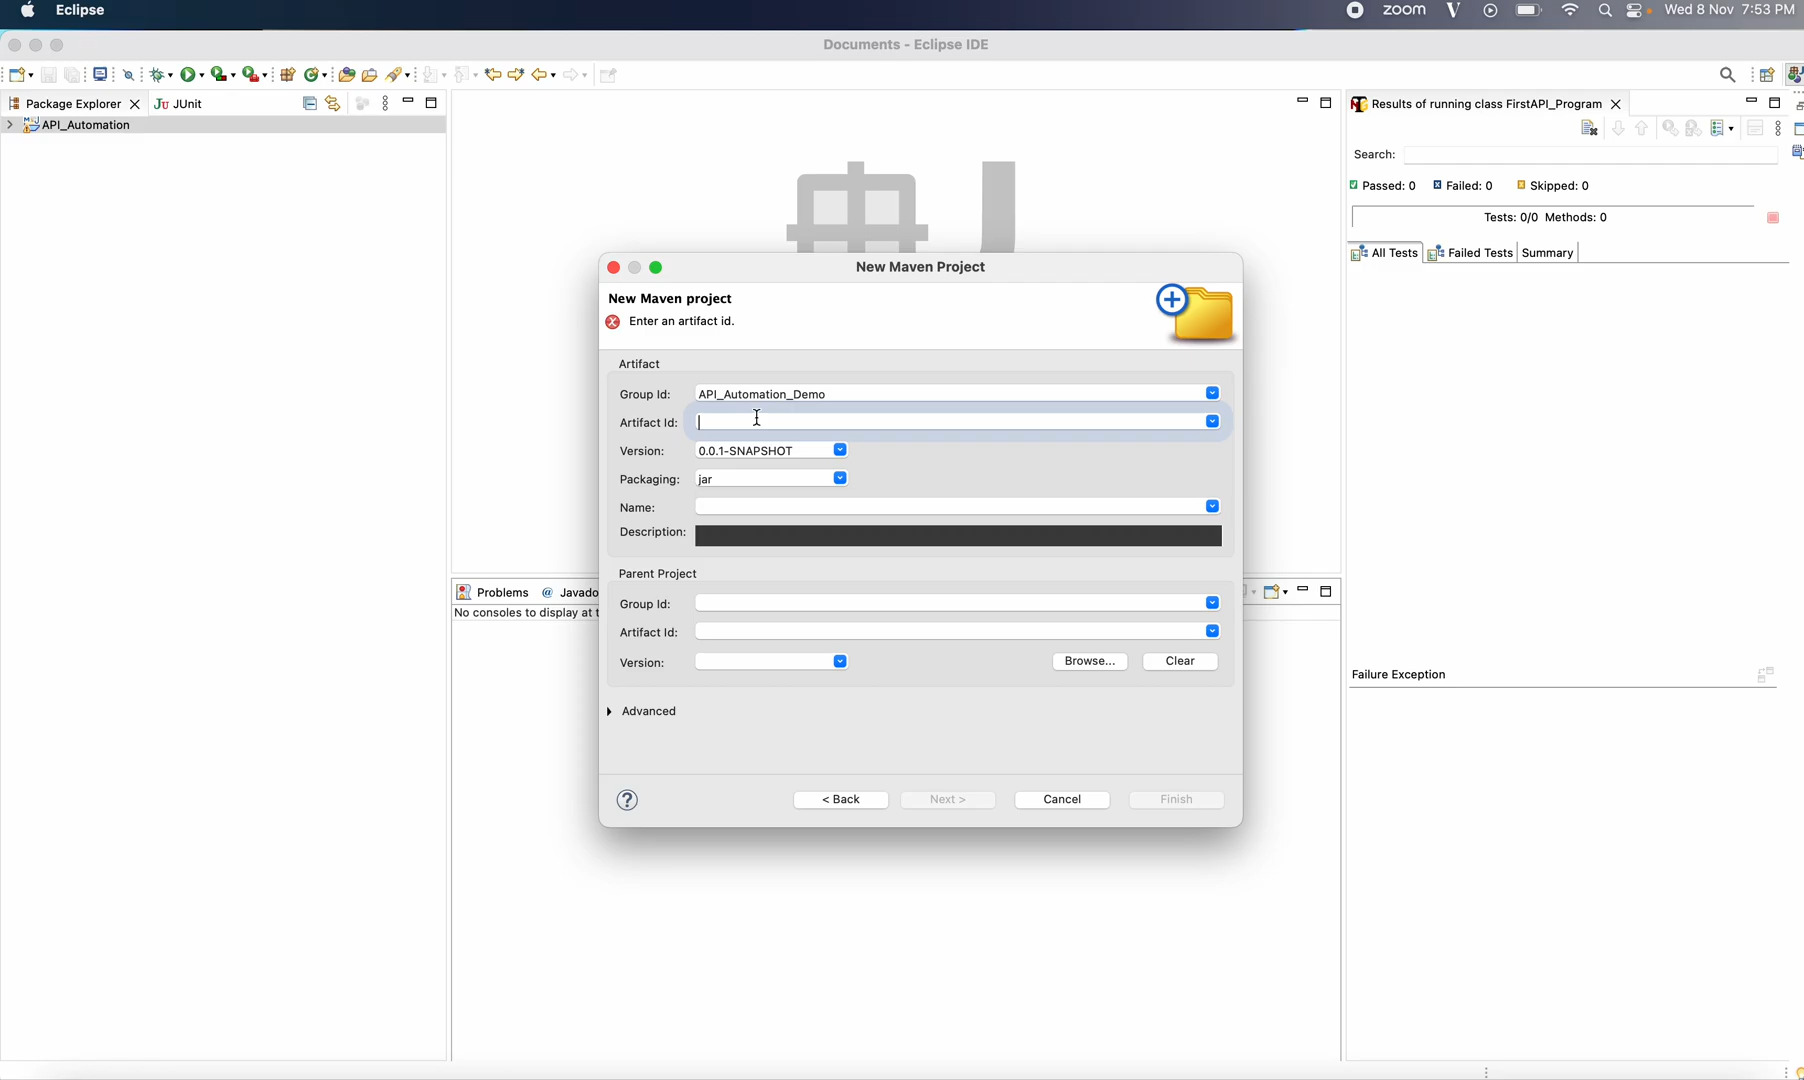 Eclipse
zoom
Wed 8 Nov 7:53 PM
Documents - Eclipse IDE
Package Explorer
JU JUnit
Results of running class FirstAPI_Program
API_Automation
Search:
Passed: 0 Failed: 0 Skipped: 0
Tests: 0/0 Methods: 0
All Tests Failed Tests Summary
J
New Maven Project
New Maven project
Enter an artifact id.
Artifact
Group Id: API_Automation_Demo
Artifact Id:
Version: 0.0.1-SNAPSHOT
Packaging: jar
Name:
Description:
Parent Project
Group Id:
Artifact Id:
Version:
Browse... Clear
Advanced
? < Back Next > Cancel Finish
Problems @ Javado
No consoles to display at t
Failure Exception